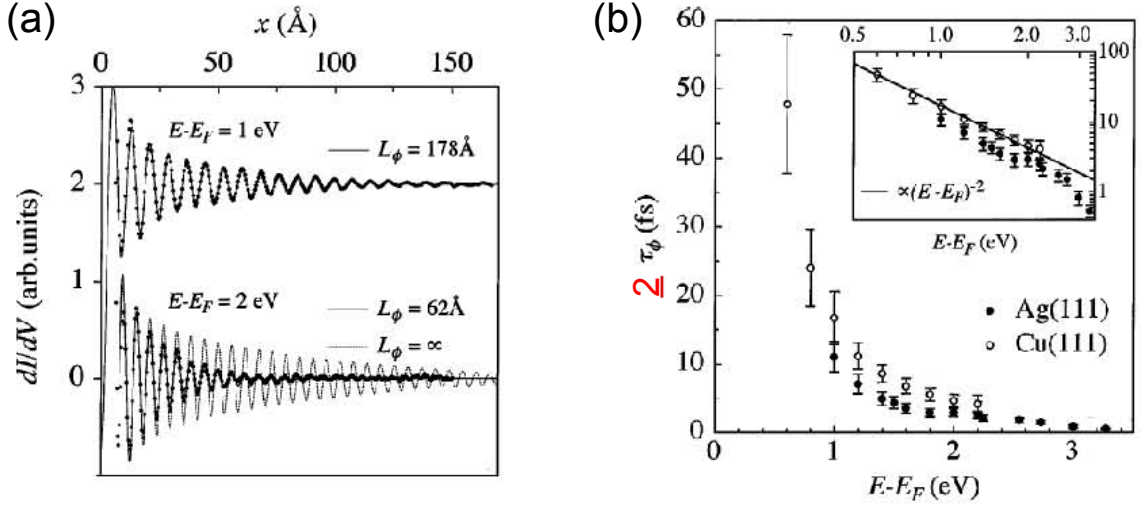 (a)
x (Å)
0 50 100 150
3
2
1
0
dI/dV (arb.units)
E-E_F = 1 eV
L_ϕ = 178Å
E-E_F = 2 eV
L_ϕ = 62Å
L_ϕ = ∞
(b)
60
50
40
30
20
10
0
2 τ_ϕ (fs)
0.5 1.0 2.0 3.0
100
10
1
∝(E-E_F)⁻²
E-E_F (eV)
Ag(111)
Cu(111)
0 1 2 3
E-E_F (eV)